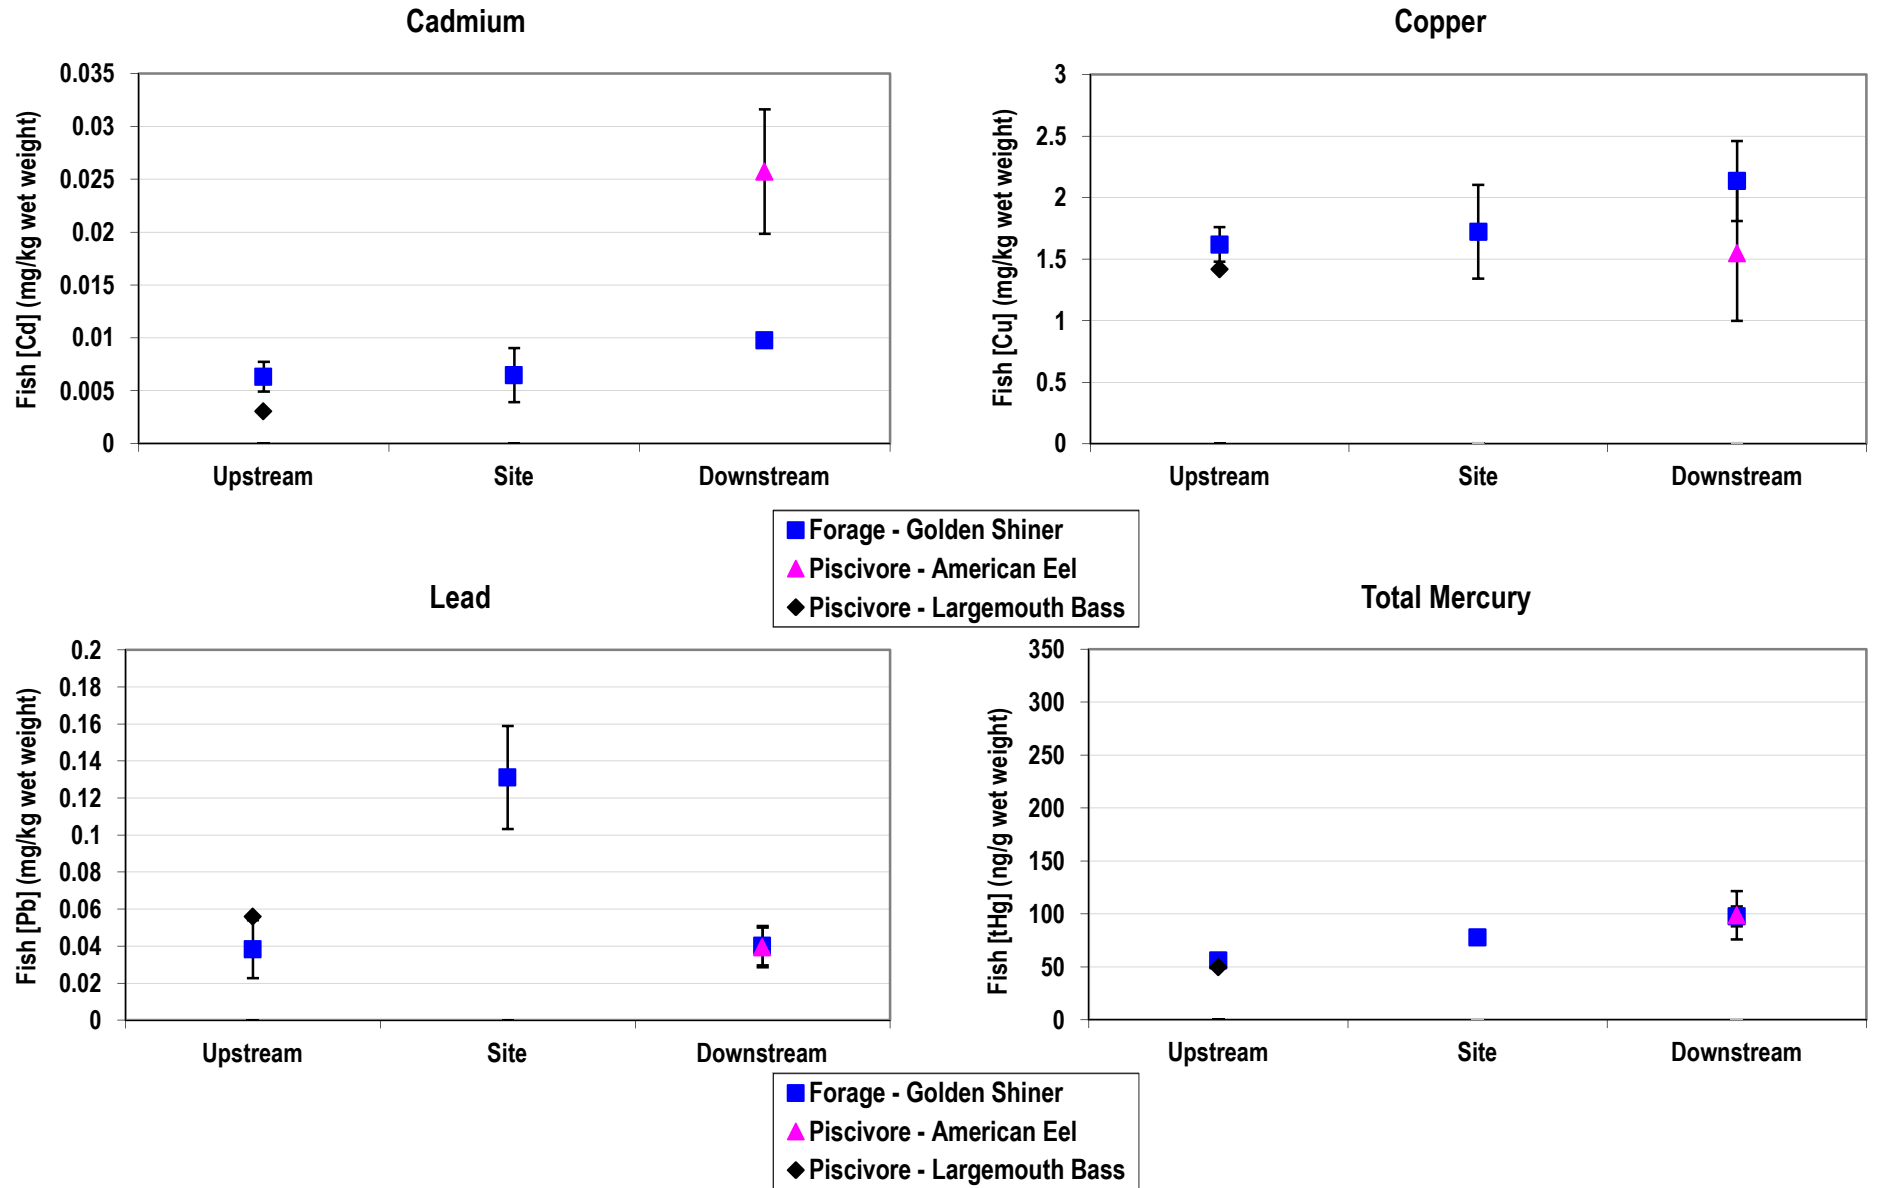 Cadmium
Fish [Cd] (mg/kg wet weight)
0.035
0.03
0.025
0.02
0.015
0.01
0.005
0
Upstream Site Downstream
Copper
Fish [Cu] (mg/kg wet weight)
3
2.5
2
1.5
1
0.5
0
Upstream Site Downstream
Forage - Golden Shiner
Piscivore - American Eel
Piscivore - Largemouth Bass
Lead
Fish [Pb] (mg/kg wet weight)
0.2
0.18
0.16
0.14
0.12
0.1
0.08
0.06
0.04
0.02
0
Upstream Site Downstream
Total Mercury
Fish [tHg] (ng/g wet weight)
350
300
250
200
150
100
50
0
Upstream Site Downstream
Forage - Golden Shiner
Piscivore - American Eel
Piscivore - Largemouth Bass